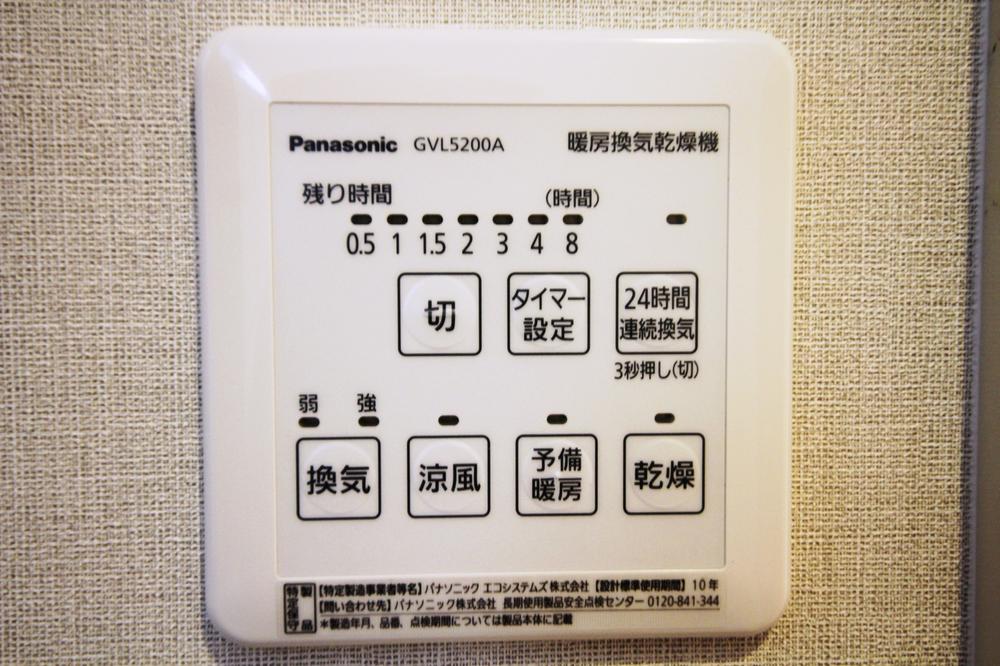 Panasonic GVL5200A 暖房換気乾燥機
残り時間 (時間)
0.5 1 1.5 2 3 4 8
切
タイマー
設定
24時間
連続換気
3秒押し(切)
弱 強
換気
涼風
予備
暖房
乾燥
特定保守製品
【特定製造事業者等名】パナソニック エコシステムズ株式会社【設計標準使用期間】10年
【問い合わせ先】パナソニック株式会社 長期使用製品安全点検センター 0120-841-344
*製造年月、品番、点検期間については製品本体に記載